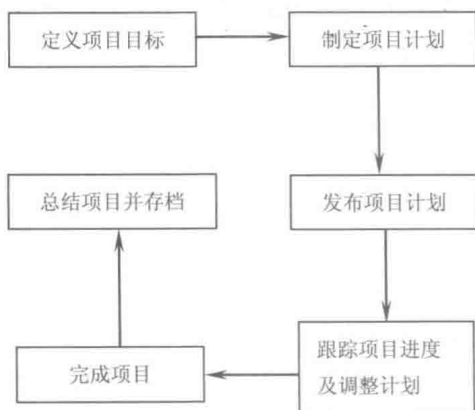 定义项目目标
制定项目计划
发布项目计划
跟踪项目进度
及调整计划
完成项目
总结项目并存档